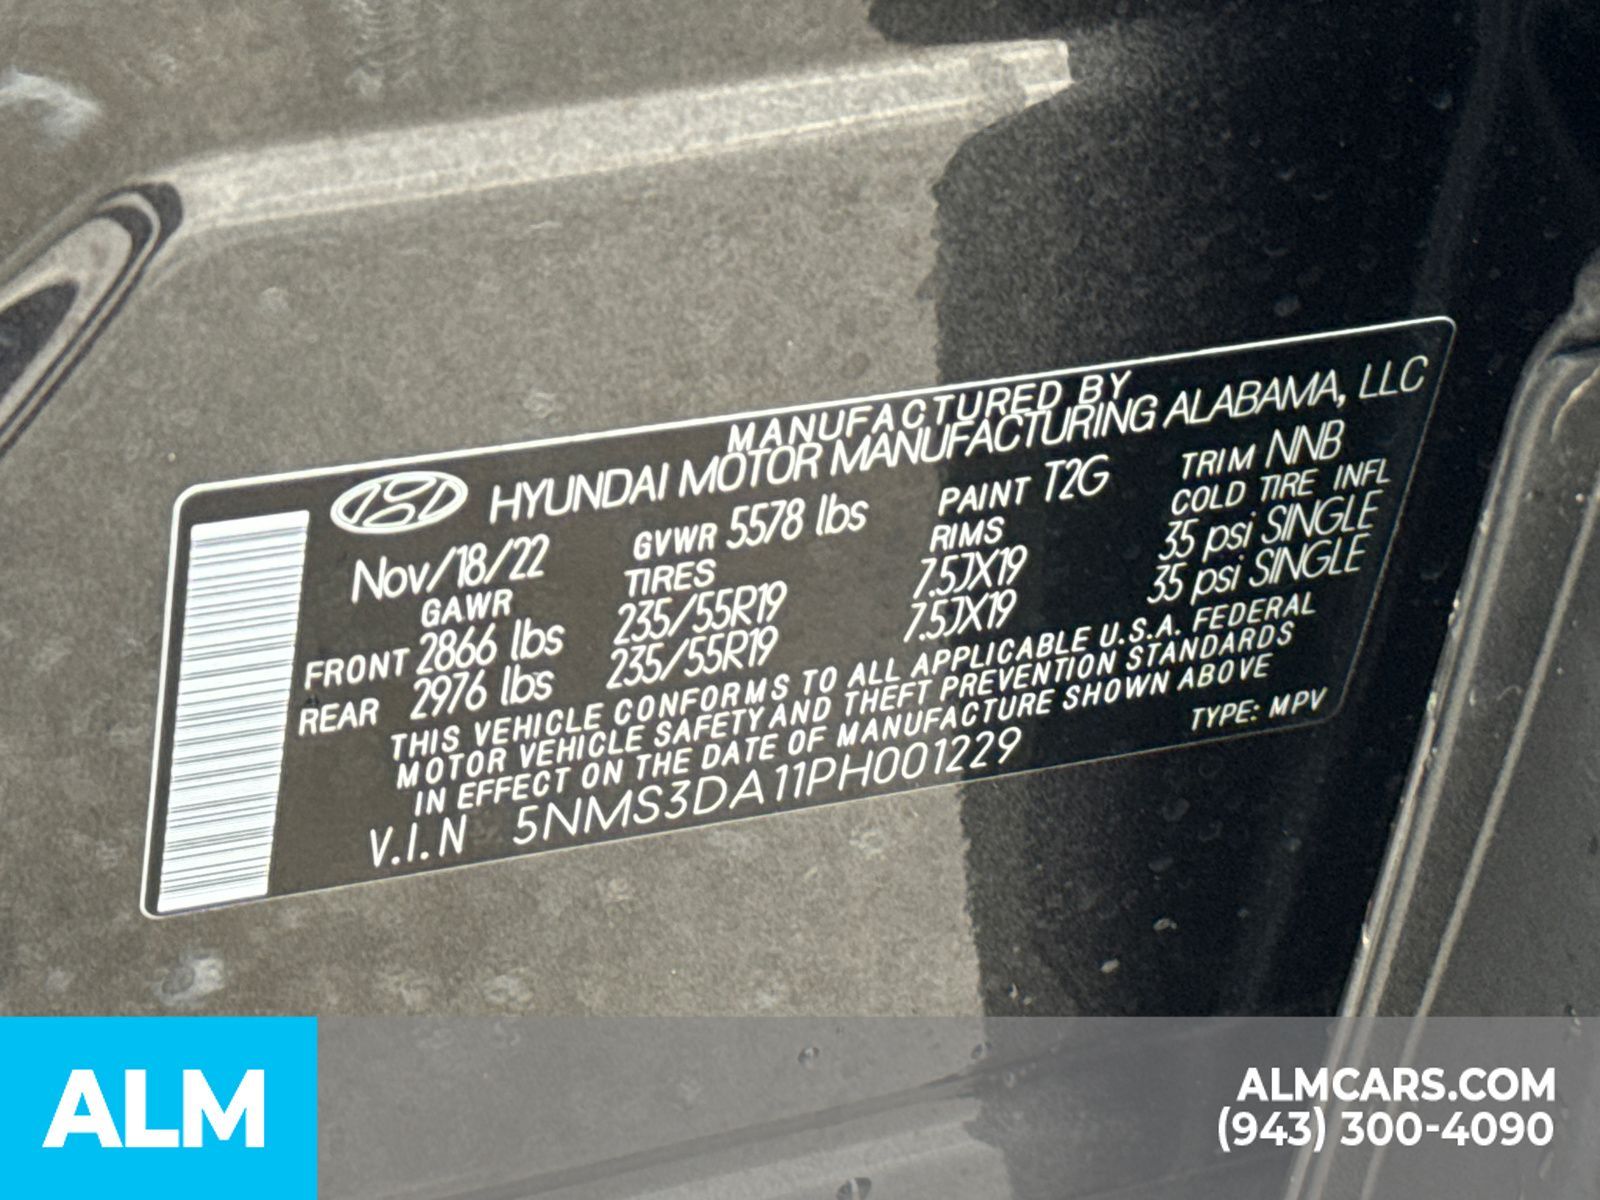 MANUFACTURED BY
HYUNDAI MOTOR MANUFACTURING ALABAMA, LLC
Nov/18/22 GVWR 5578 lbs PAINT T2G TRIM NNB
GAWR TIRES RIMS COLD TIRE INFL
FRONT 2866 lbs 235/55R19 7.5JX19 35 psi SINGLE
REAR 2976 lbs 235/55R19 7.5JX19 35 psi SINGLE
THIS VEHICLE CONFORMS TO ALL APPLICABLE U.S.A. FEDERAL
MOTOR VEHICLE SAFETY AND THEFT PREVENTION STANDARDS
IN EFFECT ON THE DATE OF MANUFACTURE SHOWN ABOVE
V.I.N 5NMS3DA11PH001229 TYPE: MPV
ALM
ALMCARS.COM
(943) 300-4090